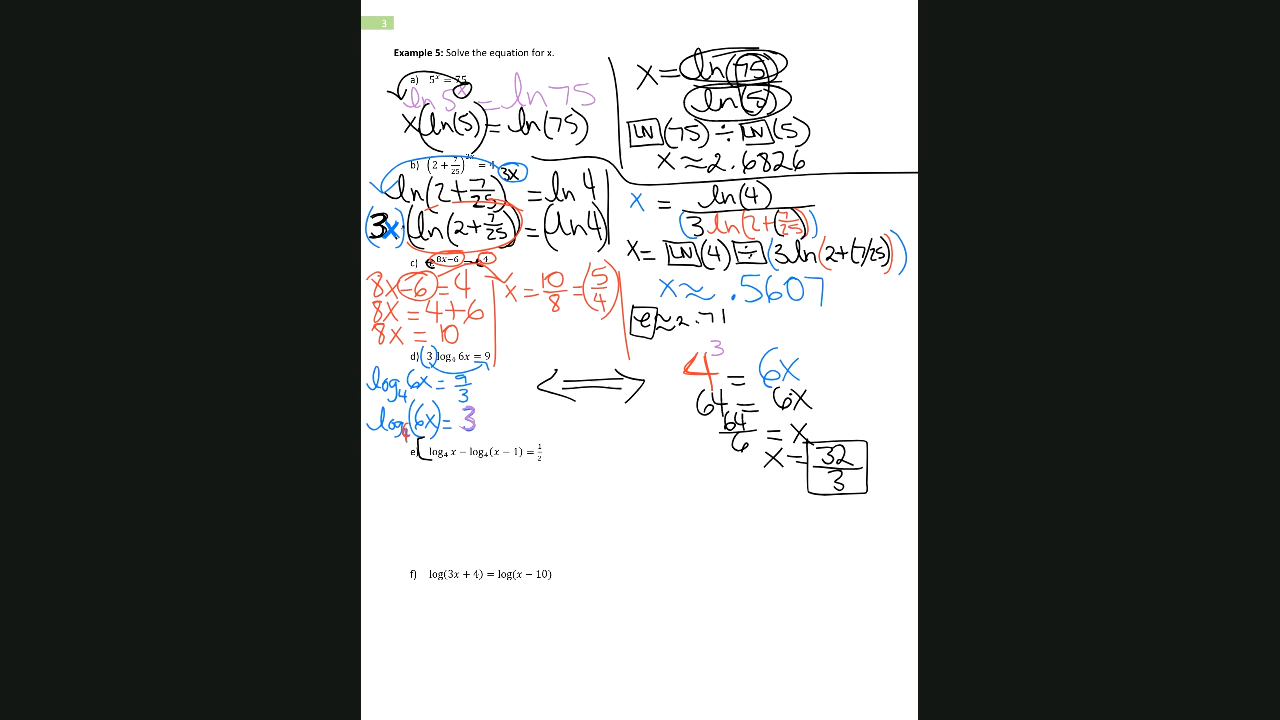 3
Example 5: Solve the equation for x.
a) 5^x = 75
ln 5^x = ln 75
x(ln(5)) = ln(75)
x = ln(75)/ln(5)
LN (75) ÷ LN (5)
x ≈ 2.6826
b) (2 + 7/25)^3x = 4
3x
ln(2 + 7/25) = ln 4
(3x)(ln(2 + 7/25)) = (ln 4)
x = ln(4)/(3 ln(2 + (7/25)))
x = LN (4) ÷ (3 ln(2 + (7/25)))
x ≈ .5607
c) e^8x−6 = e^4
8x − 6 = 4
8x = 4 + 6
8x = 10
x = 10/8 = (5/4)
e ≈ 2.71
d) (3) log₄ 6x = 9
log₄ 6x = 9/3
log₄ (6x) = 3
⟺
4^3 = 6x
64 = 6x
64/6 = x
x = 32/3
e) [log₄ x − log₄(x − 1) = 1/2
f) log(3x + 4) = log(x − 10)